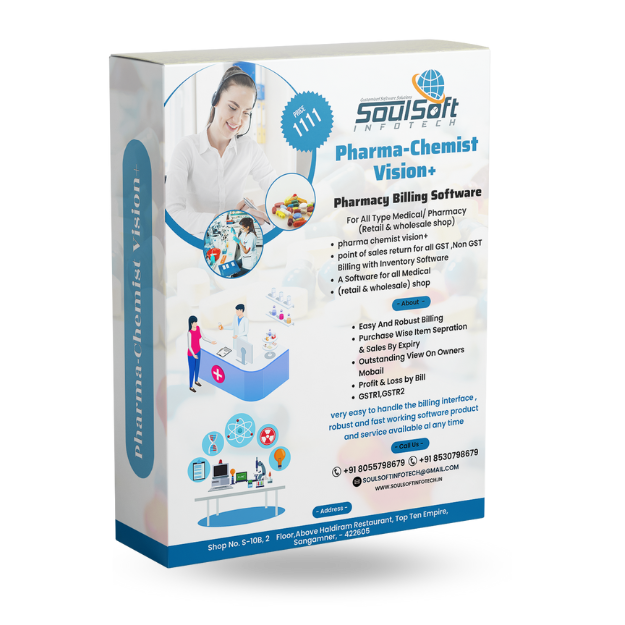 pharma-Chemist Vision+
PRICE
1111
Customized Highway Solutions
SoulSoft
INFOTECH
Pharma-Chemist
Vision+
Pharmacy Billing Software
For All Type Medical/ Pharmacy
(Retail & wholesale shop)
• pharma chemist vision+
• point of sales return for all GST ,Non GST
Billing with Inventory Software
• A Software for all Medical
• (retail & wholesale) shop
- About -
• Easy And Robust Billing
• Purchase Wise Item Sepration
& Sales By Expiry
• Outstanding View On Owners
Mobail
• Profit & Loss by Bill
• GSTR1,GSTR2
very easy to handle the billing interface ,
robust and fast working software product
and service available al any time
- Call Us -
+91 8055798679 +91 8530798679
SOULSOFTINFOTECH@GMAIL.COM
WWW.SOULSOFTINFOTECH.IN
- Address -
Shop No. S-10B, 2 Floor,Above Haldiram Restaurant, Top Ten Empire,
Sangamner, - 422605